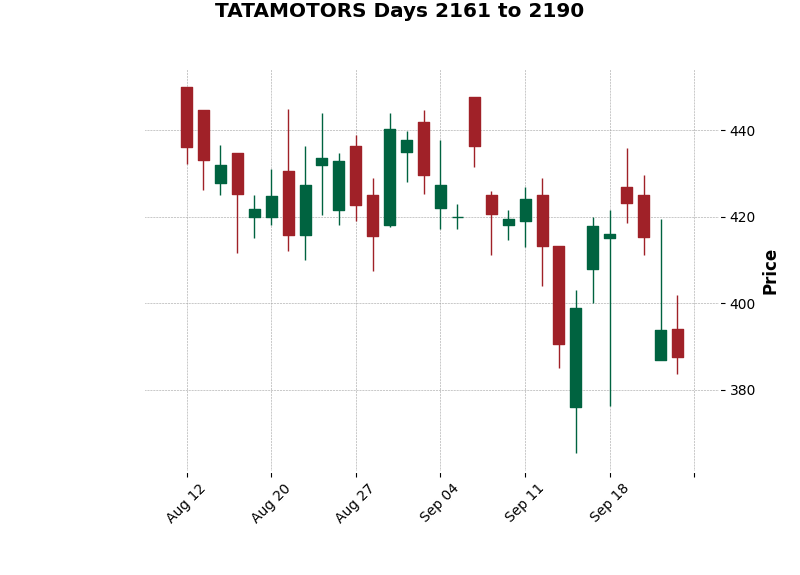 TATAMOTORS Days 2161 to 2190
440
420
400
380
Price
Aug 12
Aug 20
Aug 27
Sep 04
Sep 11
Sep 18